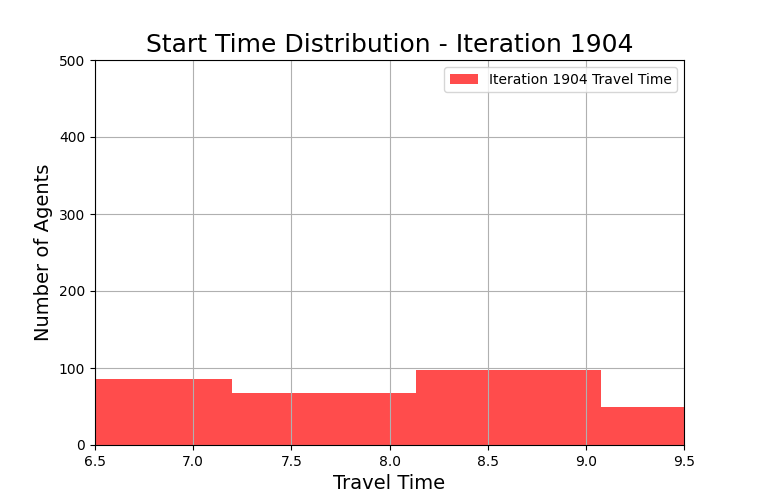 Start Time Distribution - Iteration 1904
500
Iteration 1904 Travel Time
400
300
200
100
0
Number of Agents
6.5 7.0 7.5 8.0 8.5 9.0 9.5
Travel Time